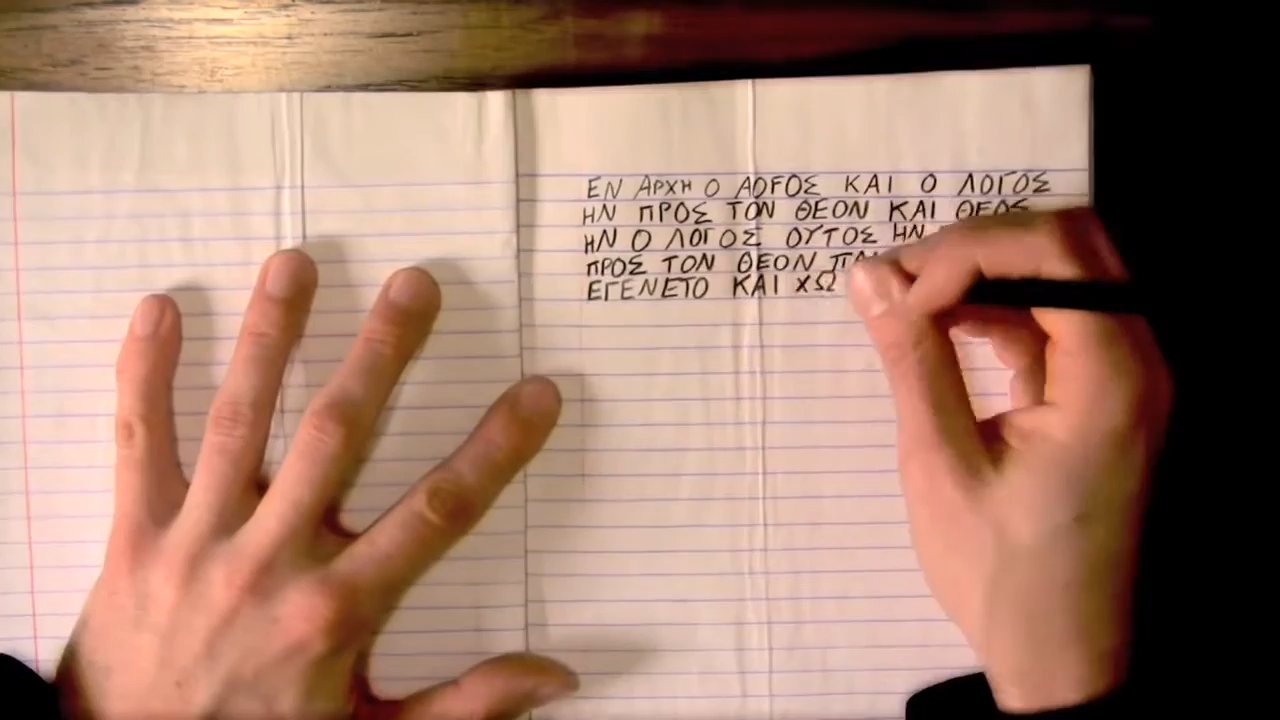 ΕΝ ΑΡΧΗ Ο ΛΟΓΟΣ ΚΑΙ Ο ΛΟΓΟΣ
ΗΝ ΠΡΟΣ ΤΟΝ ΘΕΟΝ ΚΑΙ ΘΕΟΣ
ΗΝ Ο ΛΟΓΟΣ ΟΥΤΟΣ ΗΝ
ΠΡΟΣ ΤΟΝ ΘΕΟΝ
ΕΓΕΝΕΤΟ ΚΑΙ ΧΩ